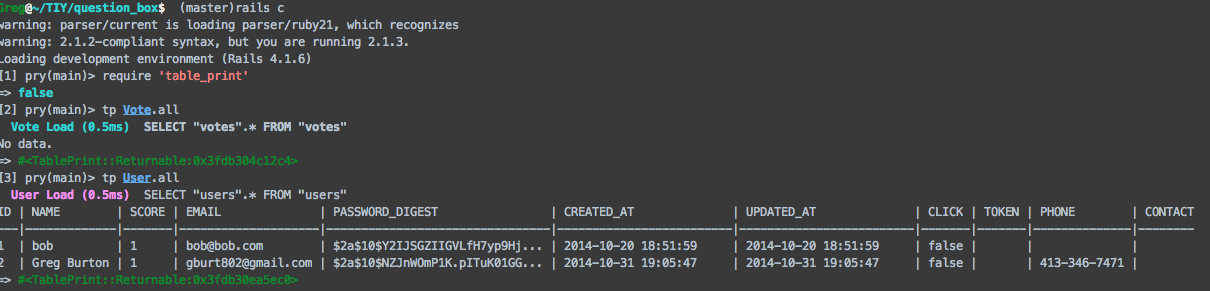 Greg@~/TIY/question_box$  (master)rails c
warning: parser/current is loading parser/ruby21, which recognizes
warning: 2.1.2-compliant syntax, but you are running 2.1.3.
Loading development environment (Rails 4.1.6)
[1] pry(main)> require 'table_print'
=> false
[2] pry(main)> tp Vote.all
  Vote Load (0.5ms)  SELECT "votes".* FROM "votes"
No data.
=> #<TablePrint::Returnable:0x3fdb304c12c4>
[3] pry(main)> tp User.all
  User Load (0.5ms)  SELECT "users".* FROM "users"
ID | NAME        | SCORE | EMAIL              | PASSWORD_DIGEST                | CREATED_AT          | UPDATED_AT          | CLICK | TOKEN | PHONE        | CONTACT
---|-------------|-------|--------------------|--------------------------------|---------------------|---------------------|-------|-------|--------------|--------
1  | bob         | 1     | bob@bob.com        | $2a$10$Y2IJSGZIIGVLfH7yp9Hj... | 2014-10-20 18:51:59 | 2014-10-20 18:51:59 | false |       |              |
2  | Greg Burton | 1     | gburt802@gmail.com | $2a$10$NZJnWOmP1K.pITuK01GG... | 2014-10-31 19:05:47 | 2014-10-31 19:05:47 | false |       | 413-346-7471 |
=> #<TablePrint::Returnable:0x3fdb30ea5ec0>